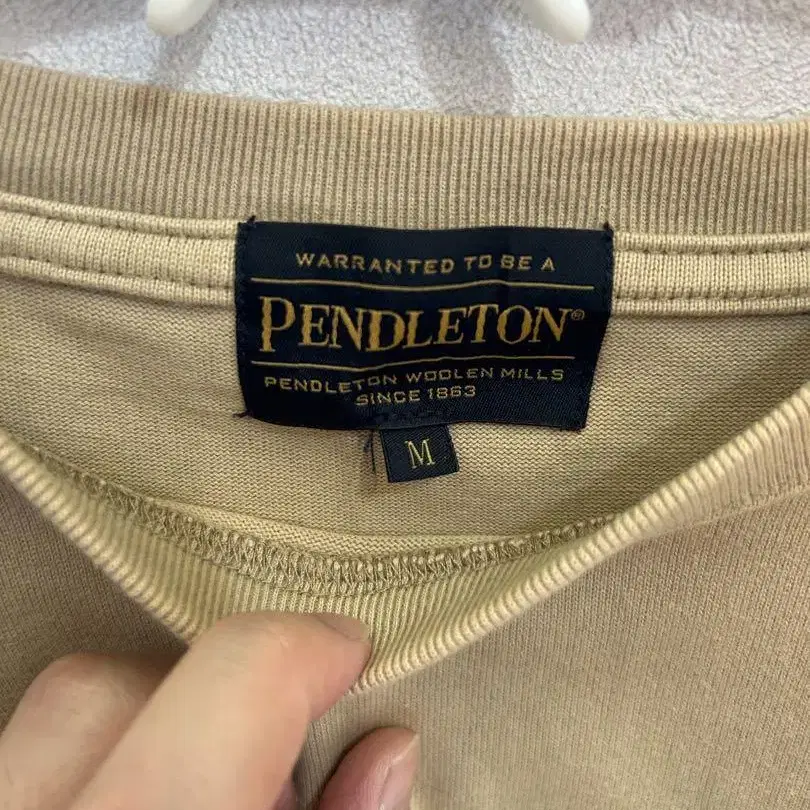 WARRANTED TO BE A
PENDLETON®
PENDLETON WOOLEN MILLS
SINCE 1863
M